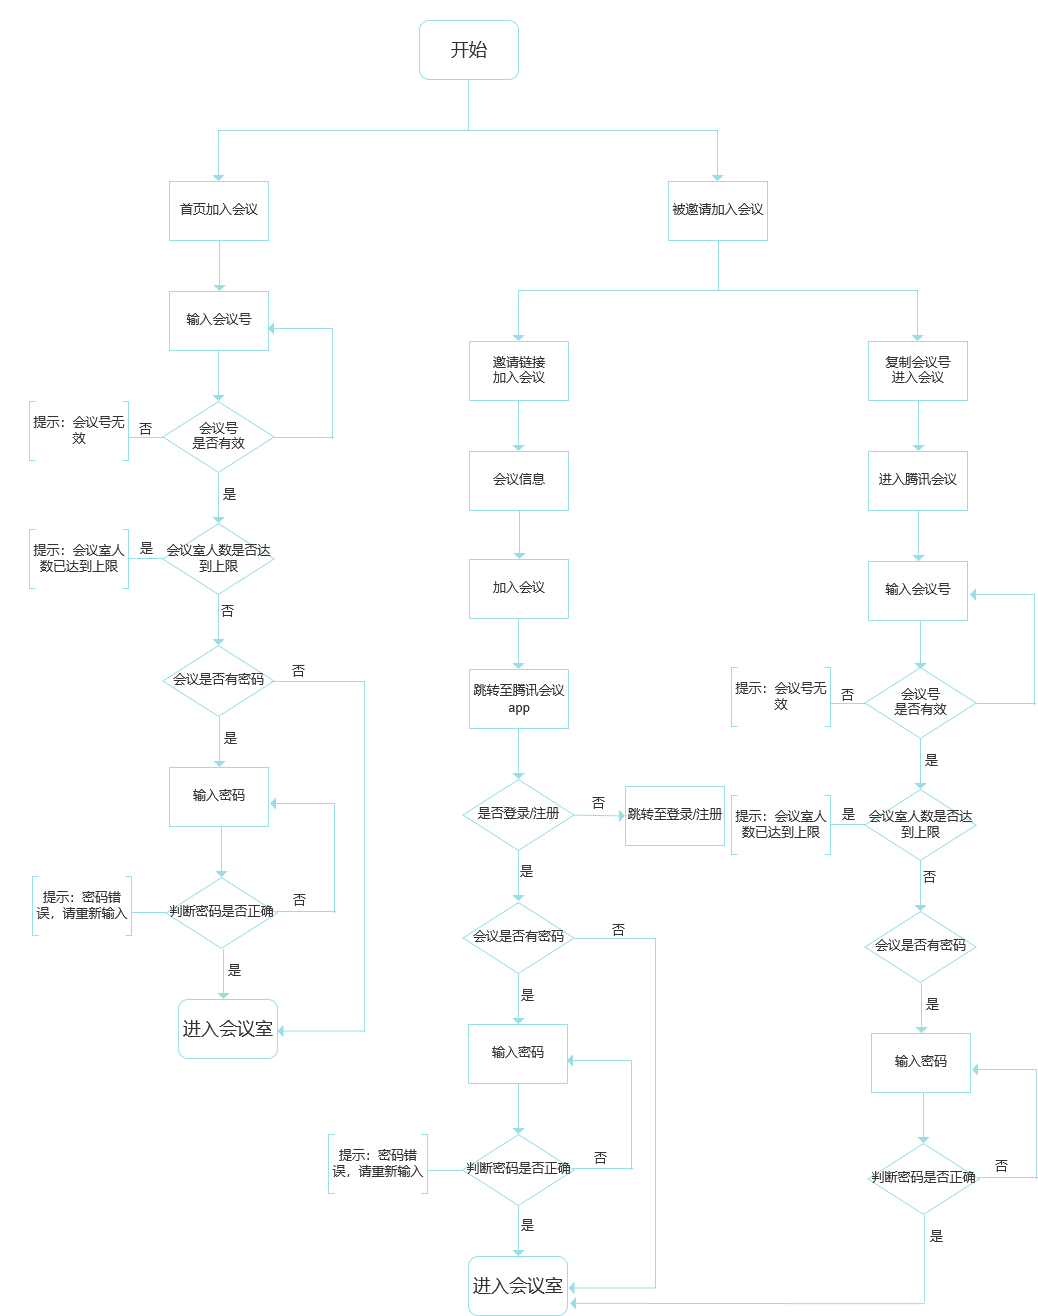 开始
首页加入会议
被邀请加入会议
输入会议号
邀请链接
加入会议
复制会议号
进入会议
提示：会议号无
效
否
会议号
是否有效
是
会议信息
进入腾讯会议
提示：会议室人
数已达到上限
是
会议室人数是否达
到上限
否
加入会议
输入会议号
会议是否有密码
否
是
跳转至腾讯会议
app
提示：会议号无
效
否
会议号
是否有效
是
输入密码
是否登录/注册
否
跳转至登录/注册
提示：会议室人
数已达到上限
是
会议室人数是否达
到上限
否
是
提示：密码错
误，请重新输入
判断密码是否正确
否
是
会议是否有密码
否
是
会议是否有密码
是
进入会议室
输入密码
输入密码
提示：密码错
误，请重新输入
判断密码是否正确
否
是
判断密码是否正确
否
是
进入会议室